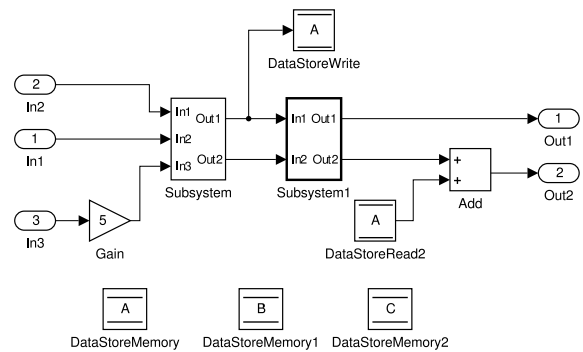 A
DataStoreWrite
2
In2
In1 Out1
In1 Out1
1
Out1
1
In1
In2
In3
Out2
Subsystem
In2 Out2
Subsystem1
+
+
Add
2
Out2
3
In3
5
Gain
A
DataStoreRead2
A
DataStoreMemory
B
DataStoreMemory1
C
DataStoreMemory2